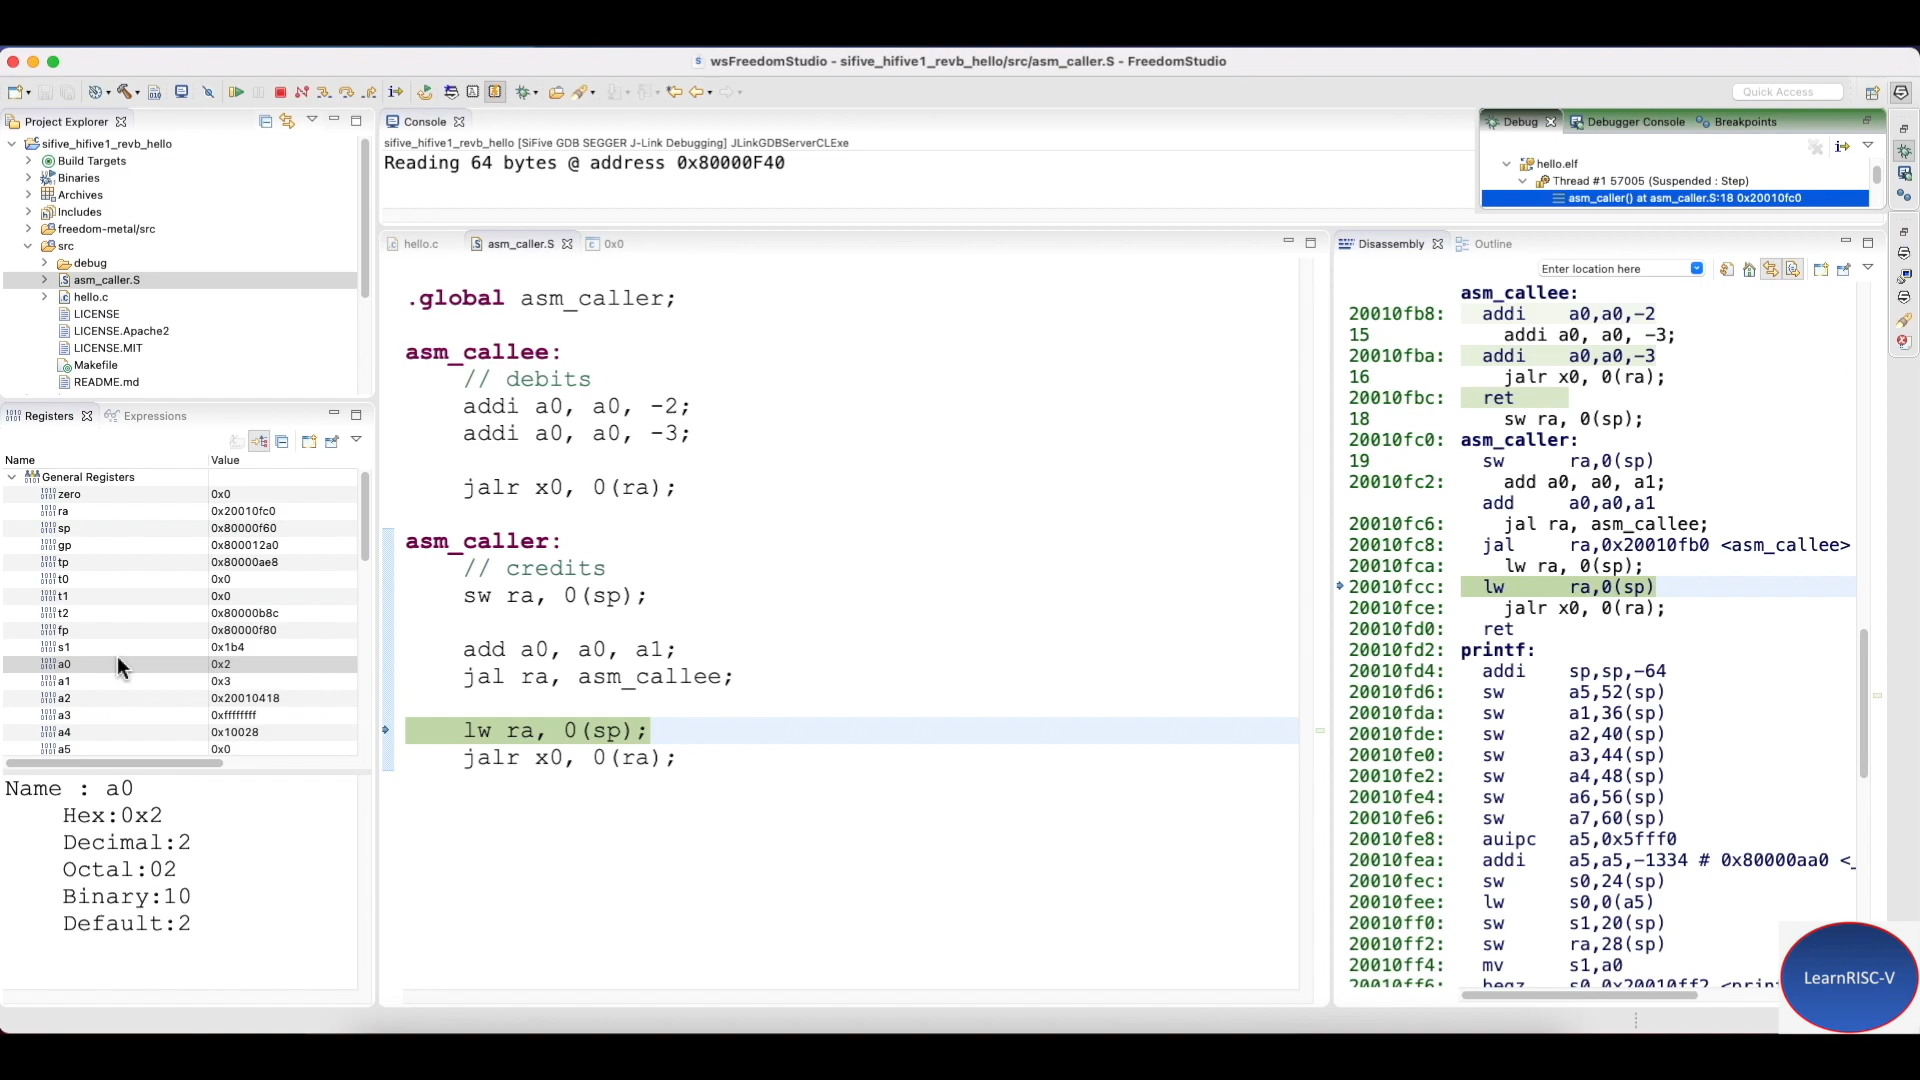 wsFreedomStudio - sifive_hifive1_revb_hello/src/asm_caller.S - FreedomStudio
Quick Access
Project Explorer
sifive_hifive1_revb_hello
Build Targets
Binaries
Archives
Includes
freedom-metal/src
src
debug
asm_caller.S
hello.c
LICENSE
LICENSE.Apache2
LICENSE.MIT
Makefile
README.md
Registers Expressions
Name Value
General Registers
zero 0x0
ra 0x20010fc0
sp 0x80000f60
gp 0x800012a0
tp 0x80000ae8
t0 0x0
t1 0x0
t2 0x80000b8c
fp 0x80000f80
s1 0x1b4
a0 0x2
a1 0x3
a2 0x20010418
a3 0xffffffff
a4 0x10028
a5 0x0
Name : a0
Hex:0x2
Decimal:2
Octal:02
Binary:10
Default:2
Console
sifive_hifive1_revb_hello [SiFive GDB SEGGER J-Link Debugging] JLinkGDBServerCLExe
Reading 64 bytes @ address 0x80000F40
hello.c asm_caller.S 0x0
.global asm_caller;
asm_callee:
// debits
addi a0, a0, -2;
addi a0, a0, -3;
jalr x0, 0(ra);
asm_caller:
// credits
sw ra, 0(sp);
add a0, a0, a1;
jal ra, asm_callee;
lw ra, 0(sp);
jalr x0, 0(ra);
Debug Debugger Console Breakpoints
hello.elf
Thread #1 57005 (Suspended : Step)
asm_caller() at asm_caller.S:18 0x20010fc0
Disassembly Outline
Enter location here
asm_callee:
20010fb8: addi a0,a0,-2
15 addi a0, a0, -3;
20010fba: addi a0,a0,-3
16 jalr x0, 0(ra);
20010fbc: ret
18 sw ra, 0(sp);
20010fc0: asm_caller:
19 sw ra,0(sp)
20010fc2: add a0, a0, a1;
add a0,a0,a1
20010fc6: jal ra, asm_callee;
20010fc8: jal ra,0x20010fb0 <asm_callee>
20010fca: lw ra, 0(sp);
20010fcc: lw ra,0(sp)
20010fce: jalr x0, 0(ra);
20010fd0: ret
20010fd2: printf:
20010fd4: addi sp,sp,-64
20010fd6: sw a5,52(sp)
20010fda: sw a1,36(sp)
20010fde: sw a2,40(sp)
20010fe0: sw a3,44(sp)
20010fe2: sw a4,48(sp)
20010fe4: sw a6,56(sp)
20010fe6: sw a7,60(sp)
20010fe8: auipc a5,0x5fff0
20010fea: addi a5,a5,-1334 # 0x80000aa0 <_
20010fec: sw s0,24(sp)
20010fee: lw s0,0(a5)
20010ff0: sw s1,20(sp)
20010ff2: sw ra,28(sp)
20010ff4: mv s1,a0
20010ff6: beqz s0,0x20010ff2 <prin
LearnRISC-V